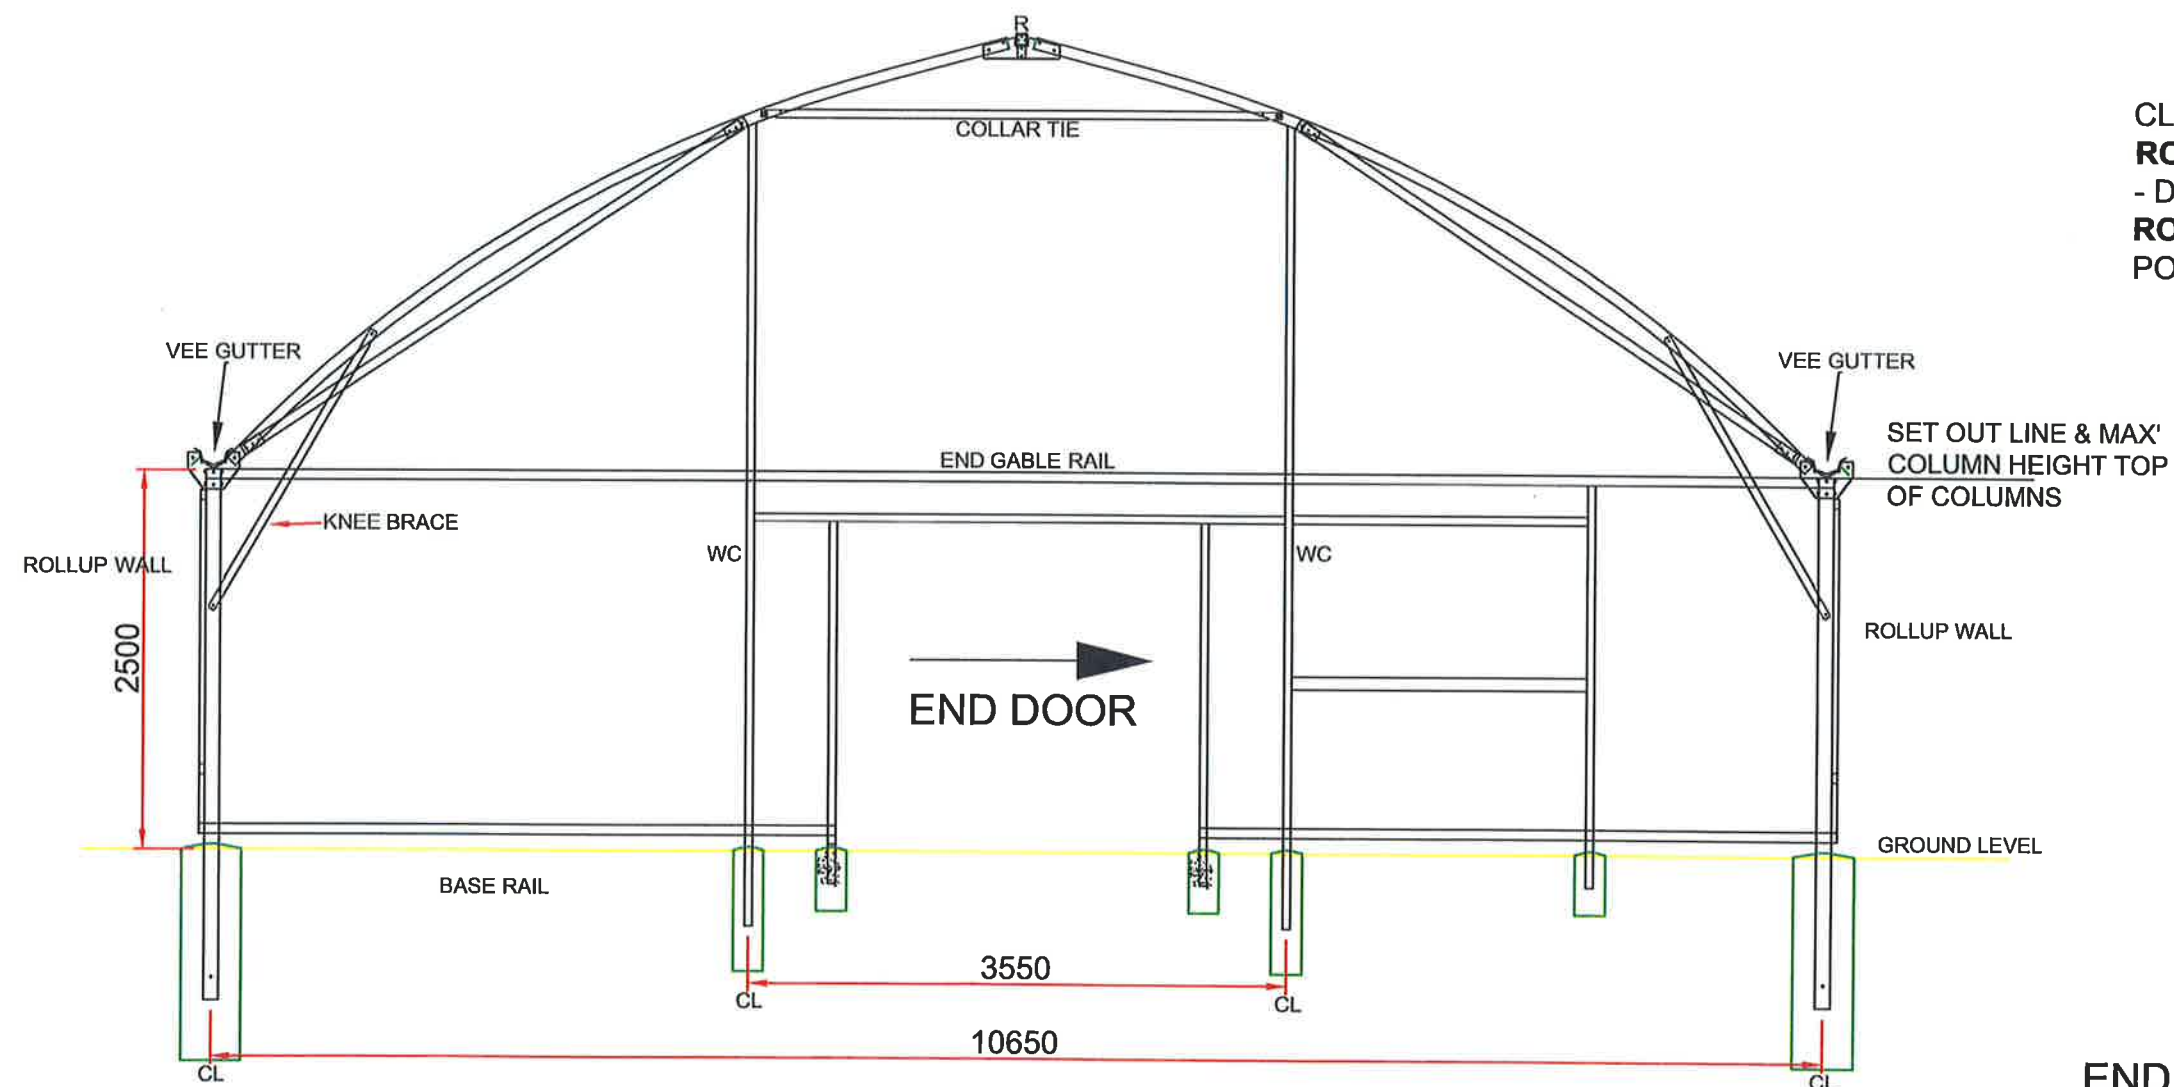 R
COLLAR TIE
CL
RO
- D
RO
PO
VEE GUTTER
VEE GUTTER
SET OUT LINE & MAX'
COLUMN HEIGHT TOP
OF COLUMNS
END GABLE RAIL
KNEE BRACE
ROLLUP WALL
WC
WC
2500
ROLLUP WALL
END DOOR
GROUND LEVEL
BASE RAIL
3550
CL
CL
10650
CL
CL
END